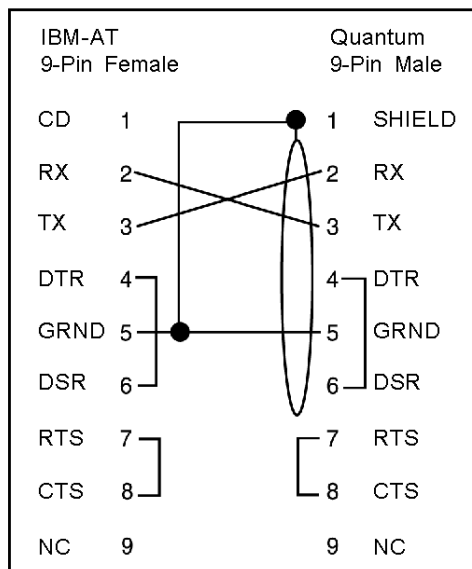 IBM-AT Quantum
9-Pin Female 9-Pin Male
CD 1 1 SHIELD
RX 2 2 RX
TX 3 3 TX
DTR 4 4 DTR
GRND 5 5 GRND
DSR 6 6 DSR
RTS 7 7 RTS
CTS 8 8 CTS
NC 9 9 NC